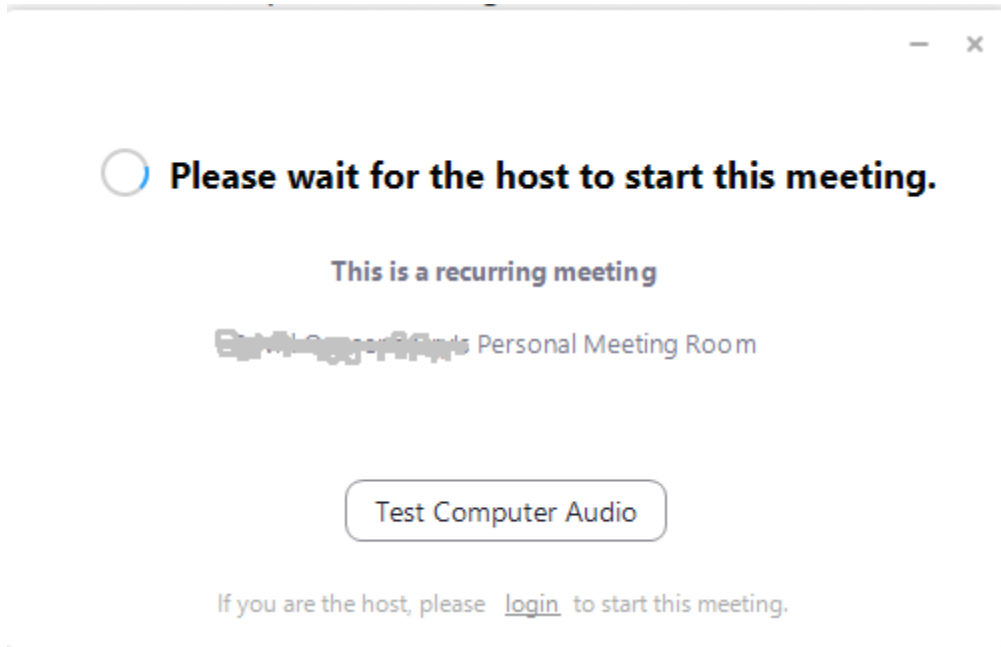 Please wait for the host to start this meeting.
This is a recurring meeting
Personal Meeting Room
Test Computer Audio
If you are the host, please login to start this meeting.